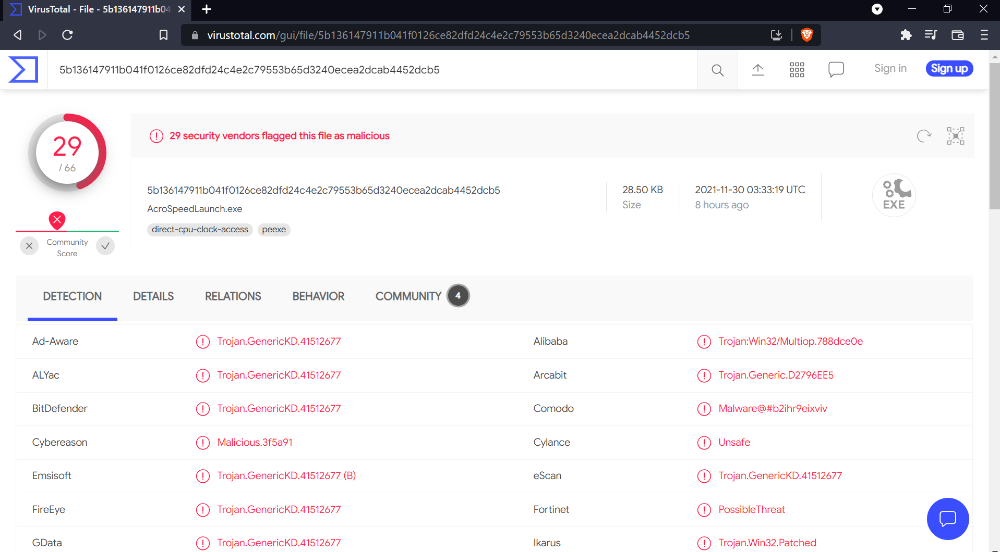 VirusTotal - File - 5b136147911b04
virustotal.com/gui/file/5b136147911b041f0126ce82dfd24c4e2c79553b65d3240ecea2dcab4452dcb5
5b136147911b041f0126ce82dfd24c4e2c79553b65d3240ecea2dcab4452dcb5
Sign in
Sign up
29
/ 66
29 security vendors flagged this file as malicious
5b136147911b041f0126ce82dfd24c4e2c79553b65d3240ecea2dcab4452dcb5
AcroSpeedLaunch.exe
direct-cpu-clock-access peexe
28.50 KB
Size
2021-11-30 03:33:19 UTC
8 hours ago
EXE
Community
Score
DETECTION DETAILS RELATIONS BEHAVIOR COMMUNITY 4
Ad-Aware Trojan.GenericKD.41512677 Alibaba Trojan:Win32/Multiop.788dce0e
ALYac Trojan.GenericKD.41512677 Arcabit Trojan.Generic.D2796EE5
BitDefender Trojan.GenericKD.41512677 Comodo Malware@#b2ihr9eixviv
Cybereason Malicious.3f5a91 Cylance Unsafe
Emsisoft Trojan.GenericKD.41512677 (B) eScan Trojan.GenericKD.41512677
FireEye Trojan.GenericKD.41512677 Fortinet PossibleThreat
GData Trojan.GenericKD.41512677 Ikarus Trojan.Win32.Patched